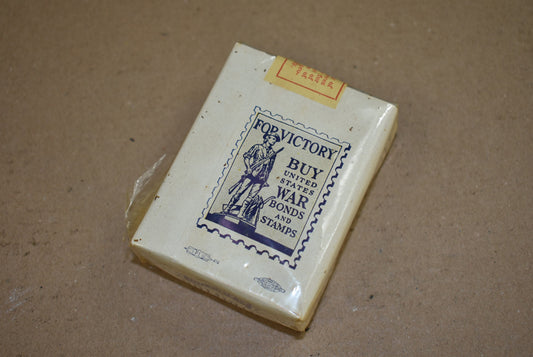 FOR VICTORY
BUY
UNITED
STATES
WAR
BONDS
AND
STAMPS